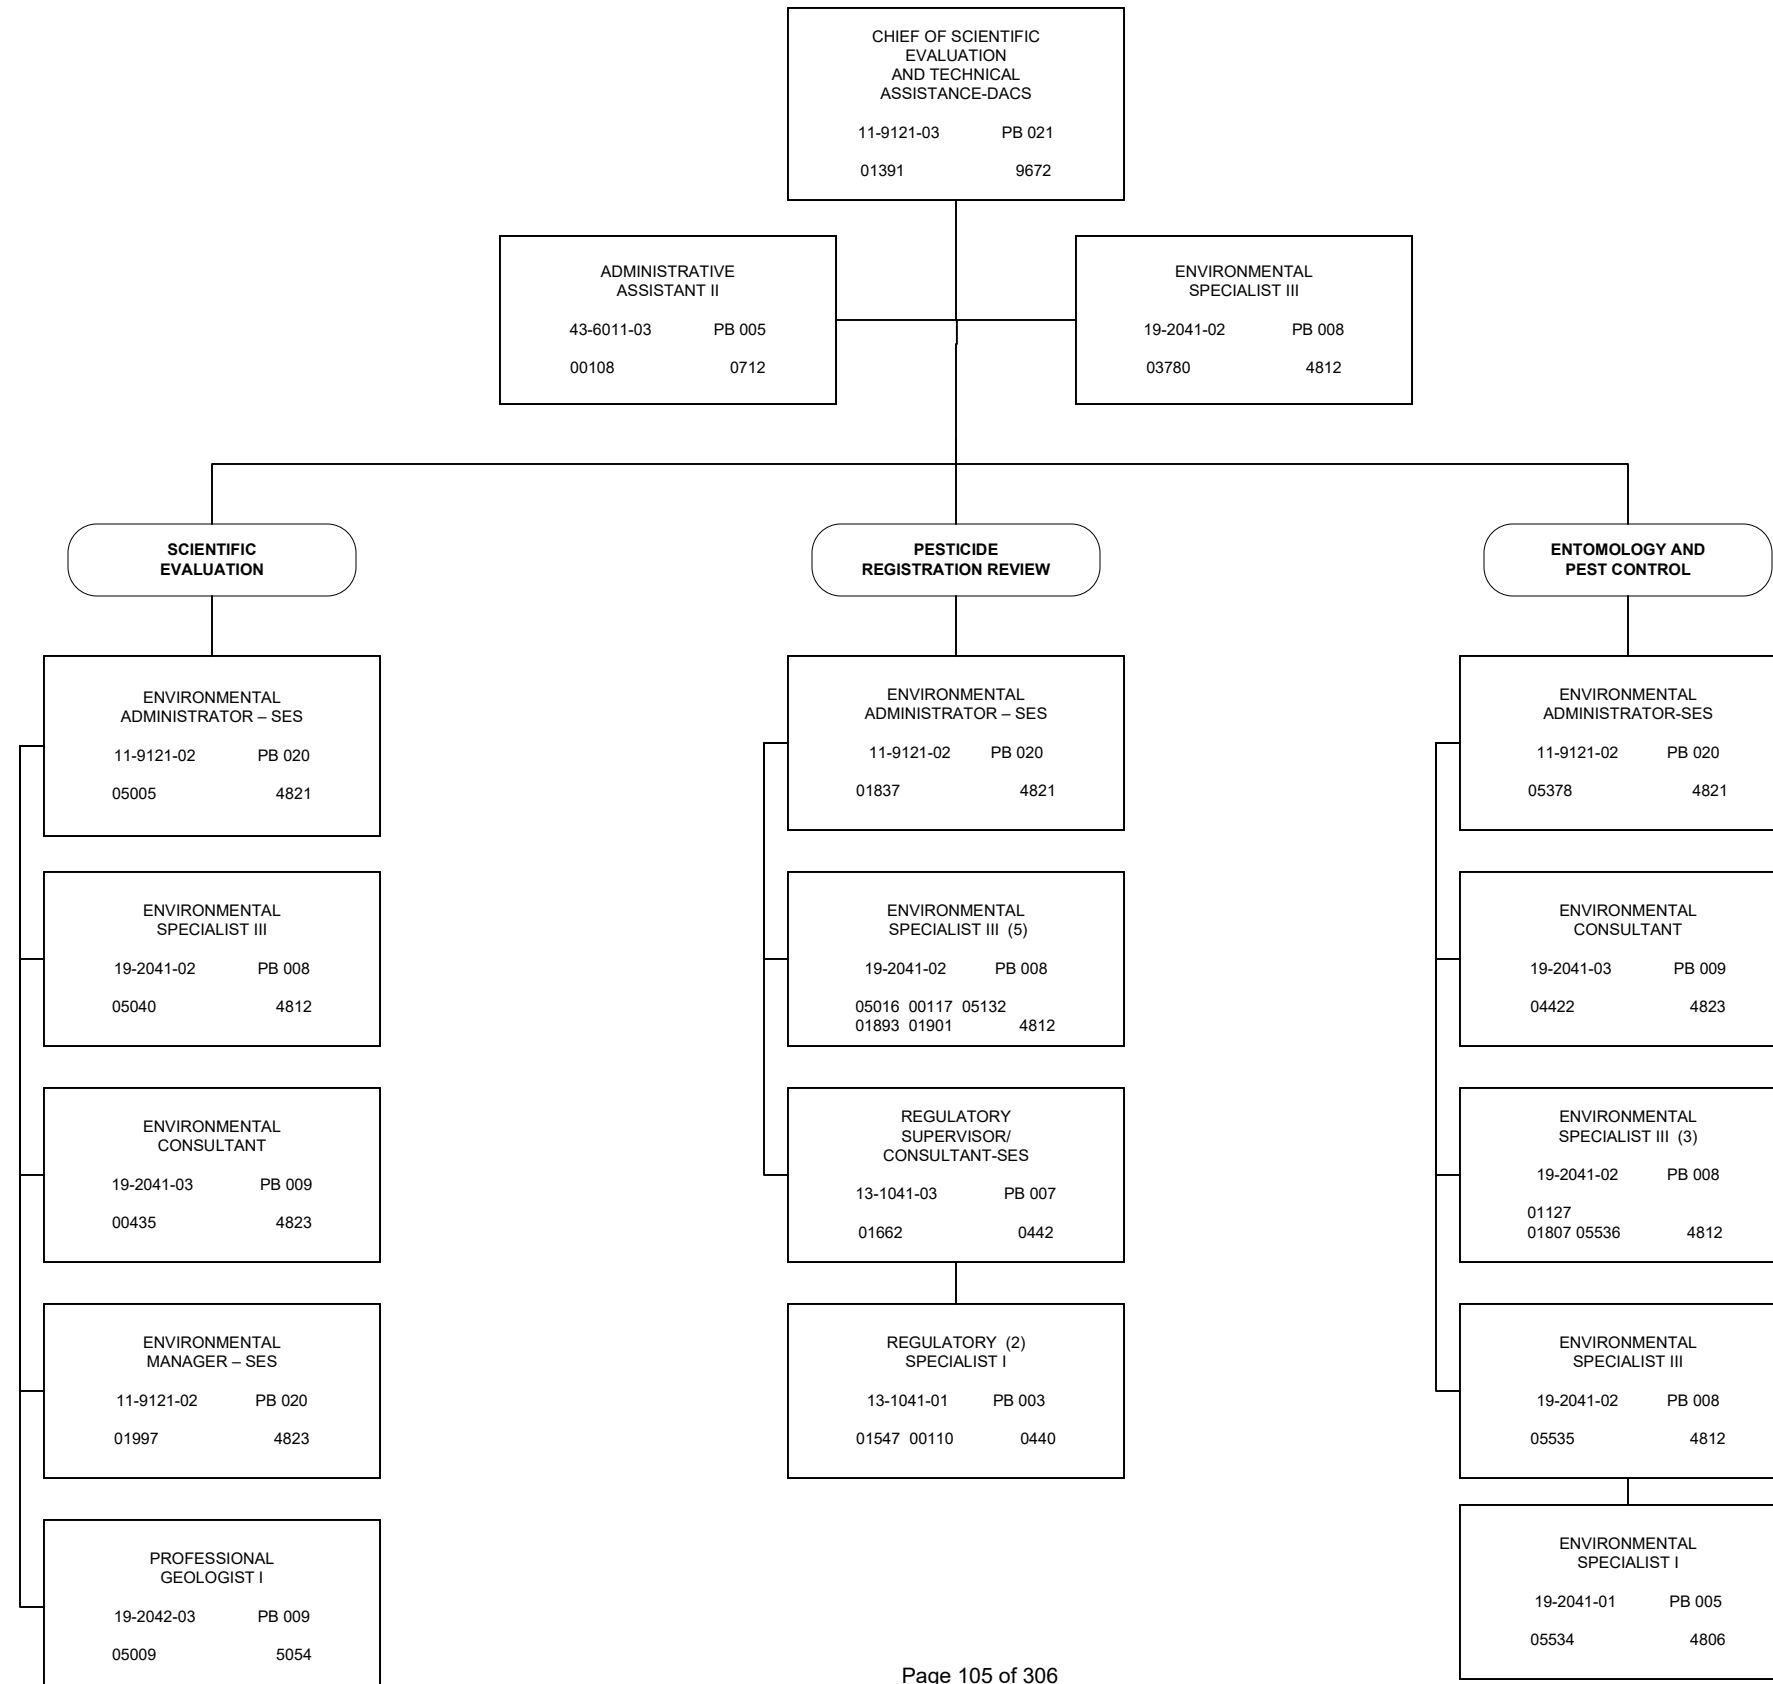 CHIEF OF SCIENTIFIC
EVALUATION
AND TECHNICAL
ASSISTANCE-DACS
11-9121-03 PB 021
01391 9672
ADMINISTRATIVE
ASSISTANT II
43-6011-03 PB 005
00108 0712
ENVIRONMENTAL
SPECIALIST III
19-2041-02 PB 008
03780 4812
SCIENTIFIC
EVALUATION
ENVIRONMENTAL
ADMINISTRATOR – SES
11-9121-02 PB 020
05005 4821
ENVIRONMENTAL
SPECIALIST III
19-2041-02 PB 008
05040 4812
ENVIRONMENTAL
CONSULTANT
19-2041-03 PB 009
00435 4823
ENVIRONMENTAL
MANAGER – SES
11-9121-02 PB 020
01997 4823
PROFESSIONAL
GEOLOGIST I
19-2042-03 PB 009
05009 5054
PESTICIDE
REGISTRATION REVIEW
ENVIRONMENTAL
ADMINISTRATOR – SES
11-9121-02 PB 020
01837 4821
ENVIRONMENTAL
SPECIALIST III (5)
19-2041-02 PB 008
05016 00117 05132
01893 01901 4812
REGULATORY
SUPERVISOR/
CONSULTANT-SES
13-1041-03 PB 007
01662 0442
REGULATORY (2)
SPECIALIST I
13-1041-01 PB 003
01547 00110 0440
ENTOMOLOGY AND
PEST CONTROL
ENVIRONMENTAL
ADMINISTRATOR-SES
11-9121-02 PB 020
05378 4821
ENVIRONMENTAL
CONSULTANT
19-2041-03 PB 009
04422 4823
ENVIRONMENTAL
SPECIALIST III (3)
19-2041-02 PB 008
01127
01807 05536 4812
ENVIRONMENTAL
SPECIALIST III
19-2041-02 PB 008
05535 4812
ENVIRONMENTAL
SPECIALIST I
19-2041-01 PB 005
05534 4806
Page 105 of 306